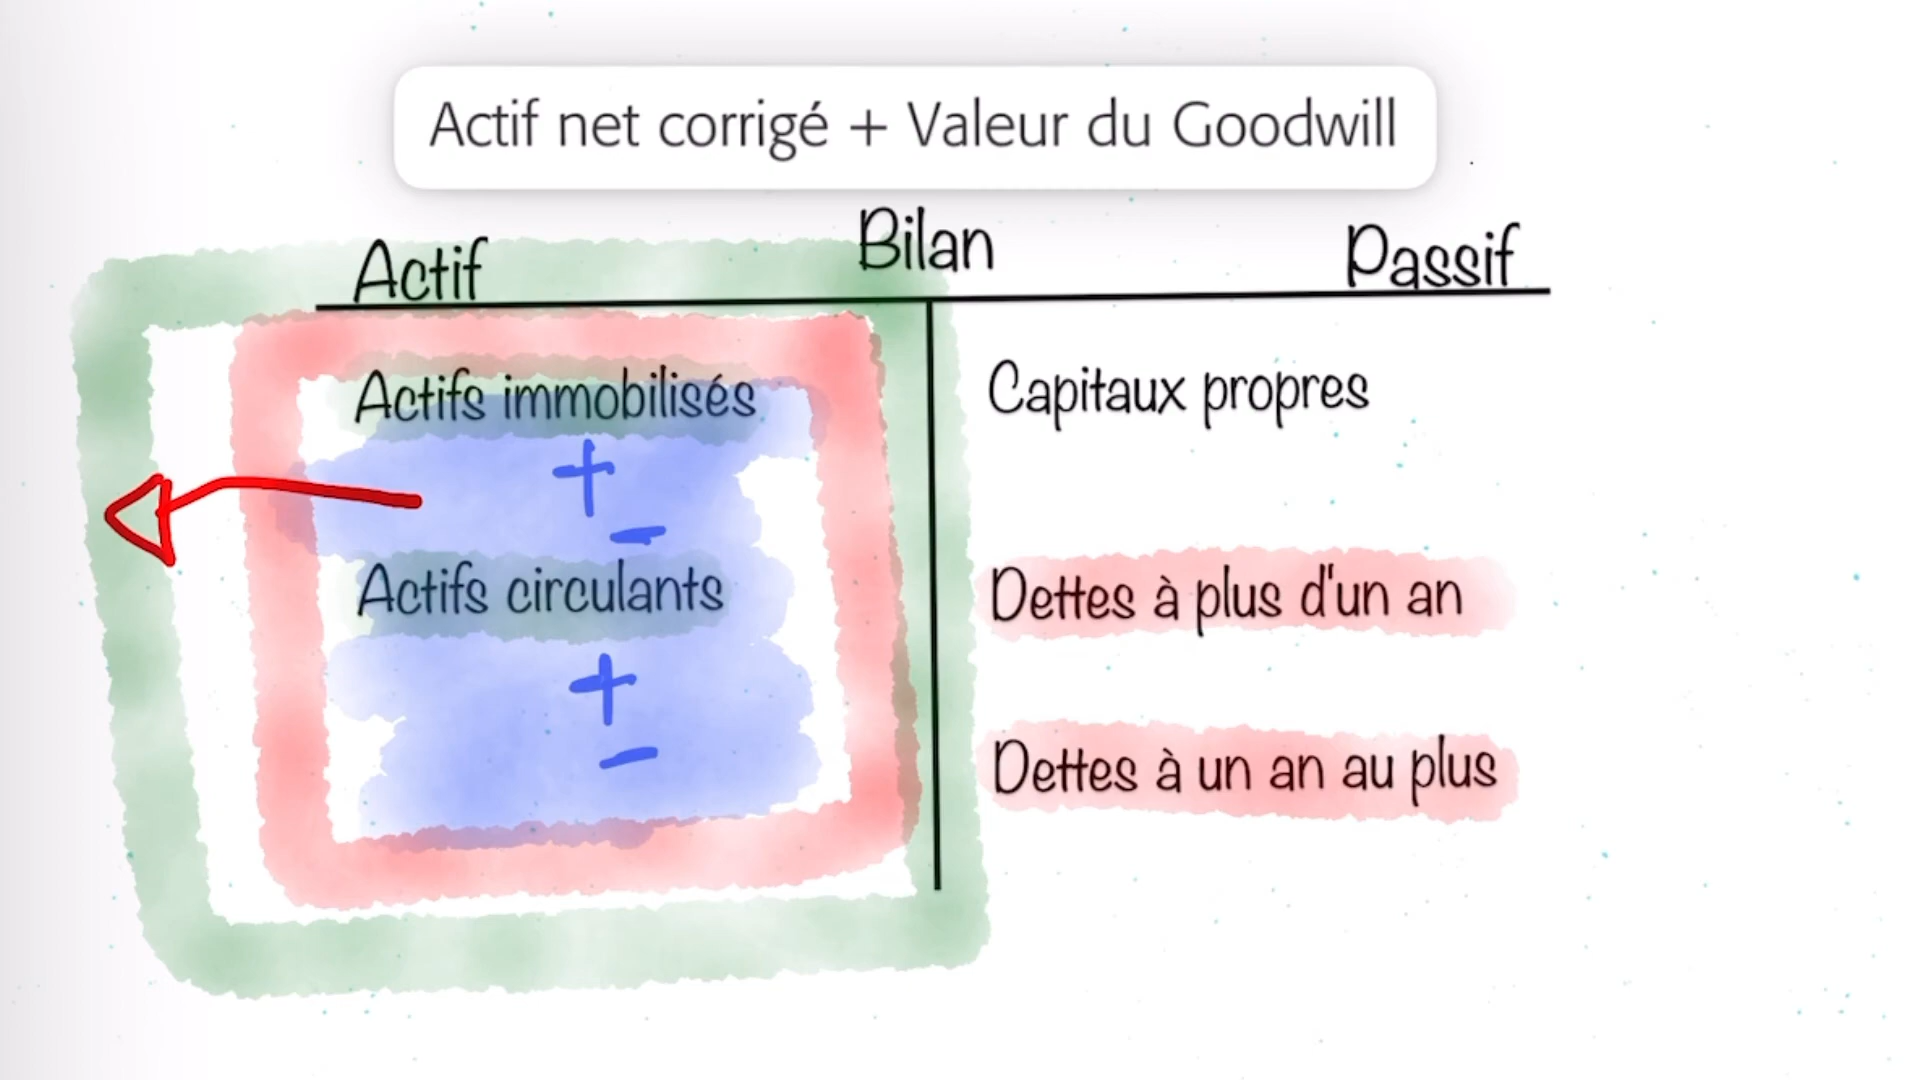 Actif net corrigé + Valeur du Goodwill
Actif Bilan Passif
Actifs immobilisés Capitaux propres
+
-
Actifs circulants Dettes à plus d'un an
+
-
Dettes à un an au plus